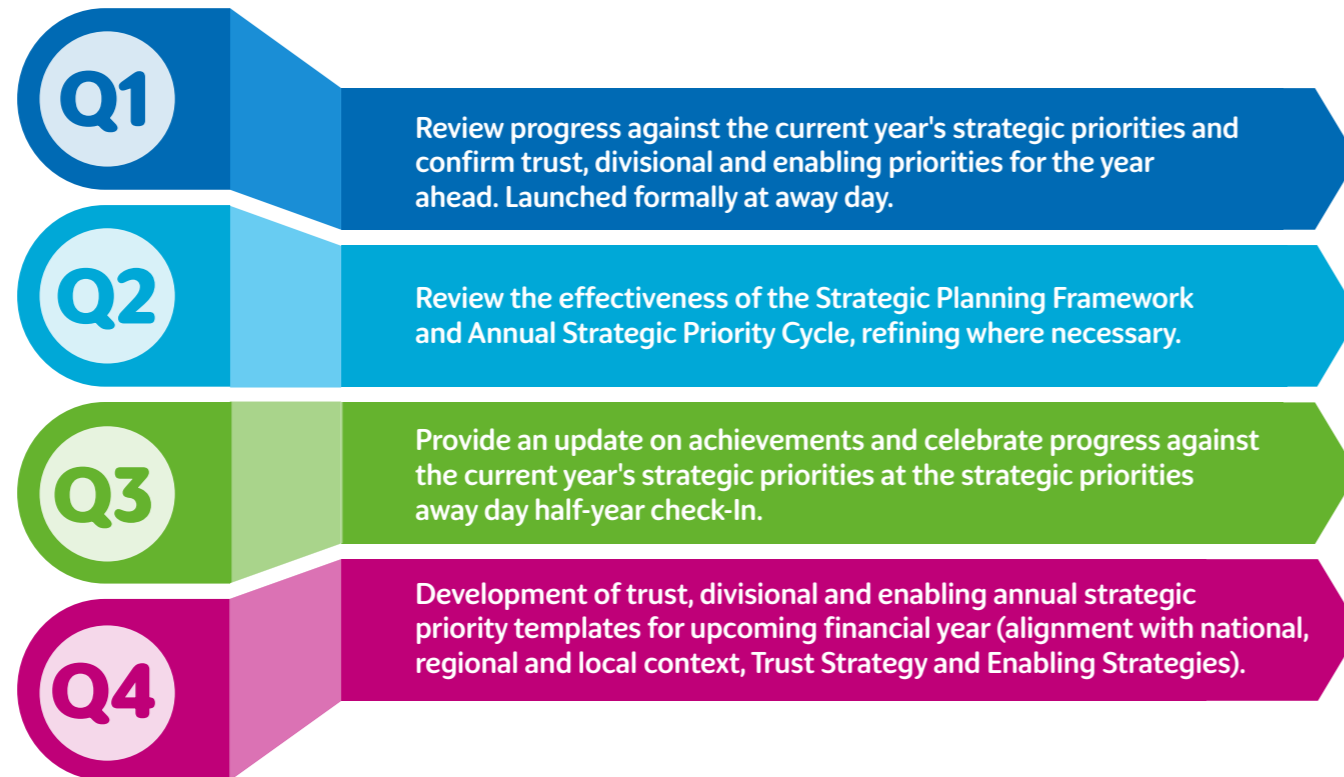 Q1
Review progress against the current year's strategic priorities and
confirm trust, divisional and enabling priorities for the year
ahead. Launched formally at away day.
Q2
Review the effectiveness of the Strategic Planning Framework
and Annual Strategic Priority Cycle, refining where necessary.
Q3
Provide an update on achievements and celebrate progress against
the current year's strategic priorities at the strategic priorities
away day half-year check-In.
Q4
Development of trust, divisional and enabling annual strategic
priority templates for upcoming financial year (alignment with national,
regional and local context, Trust Strategy and Enabling Strategies).